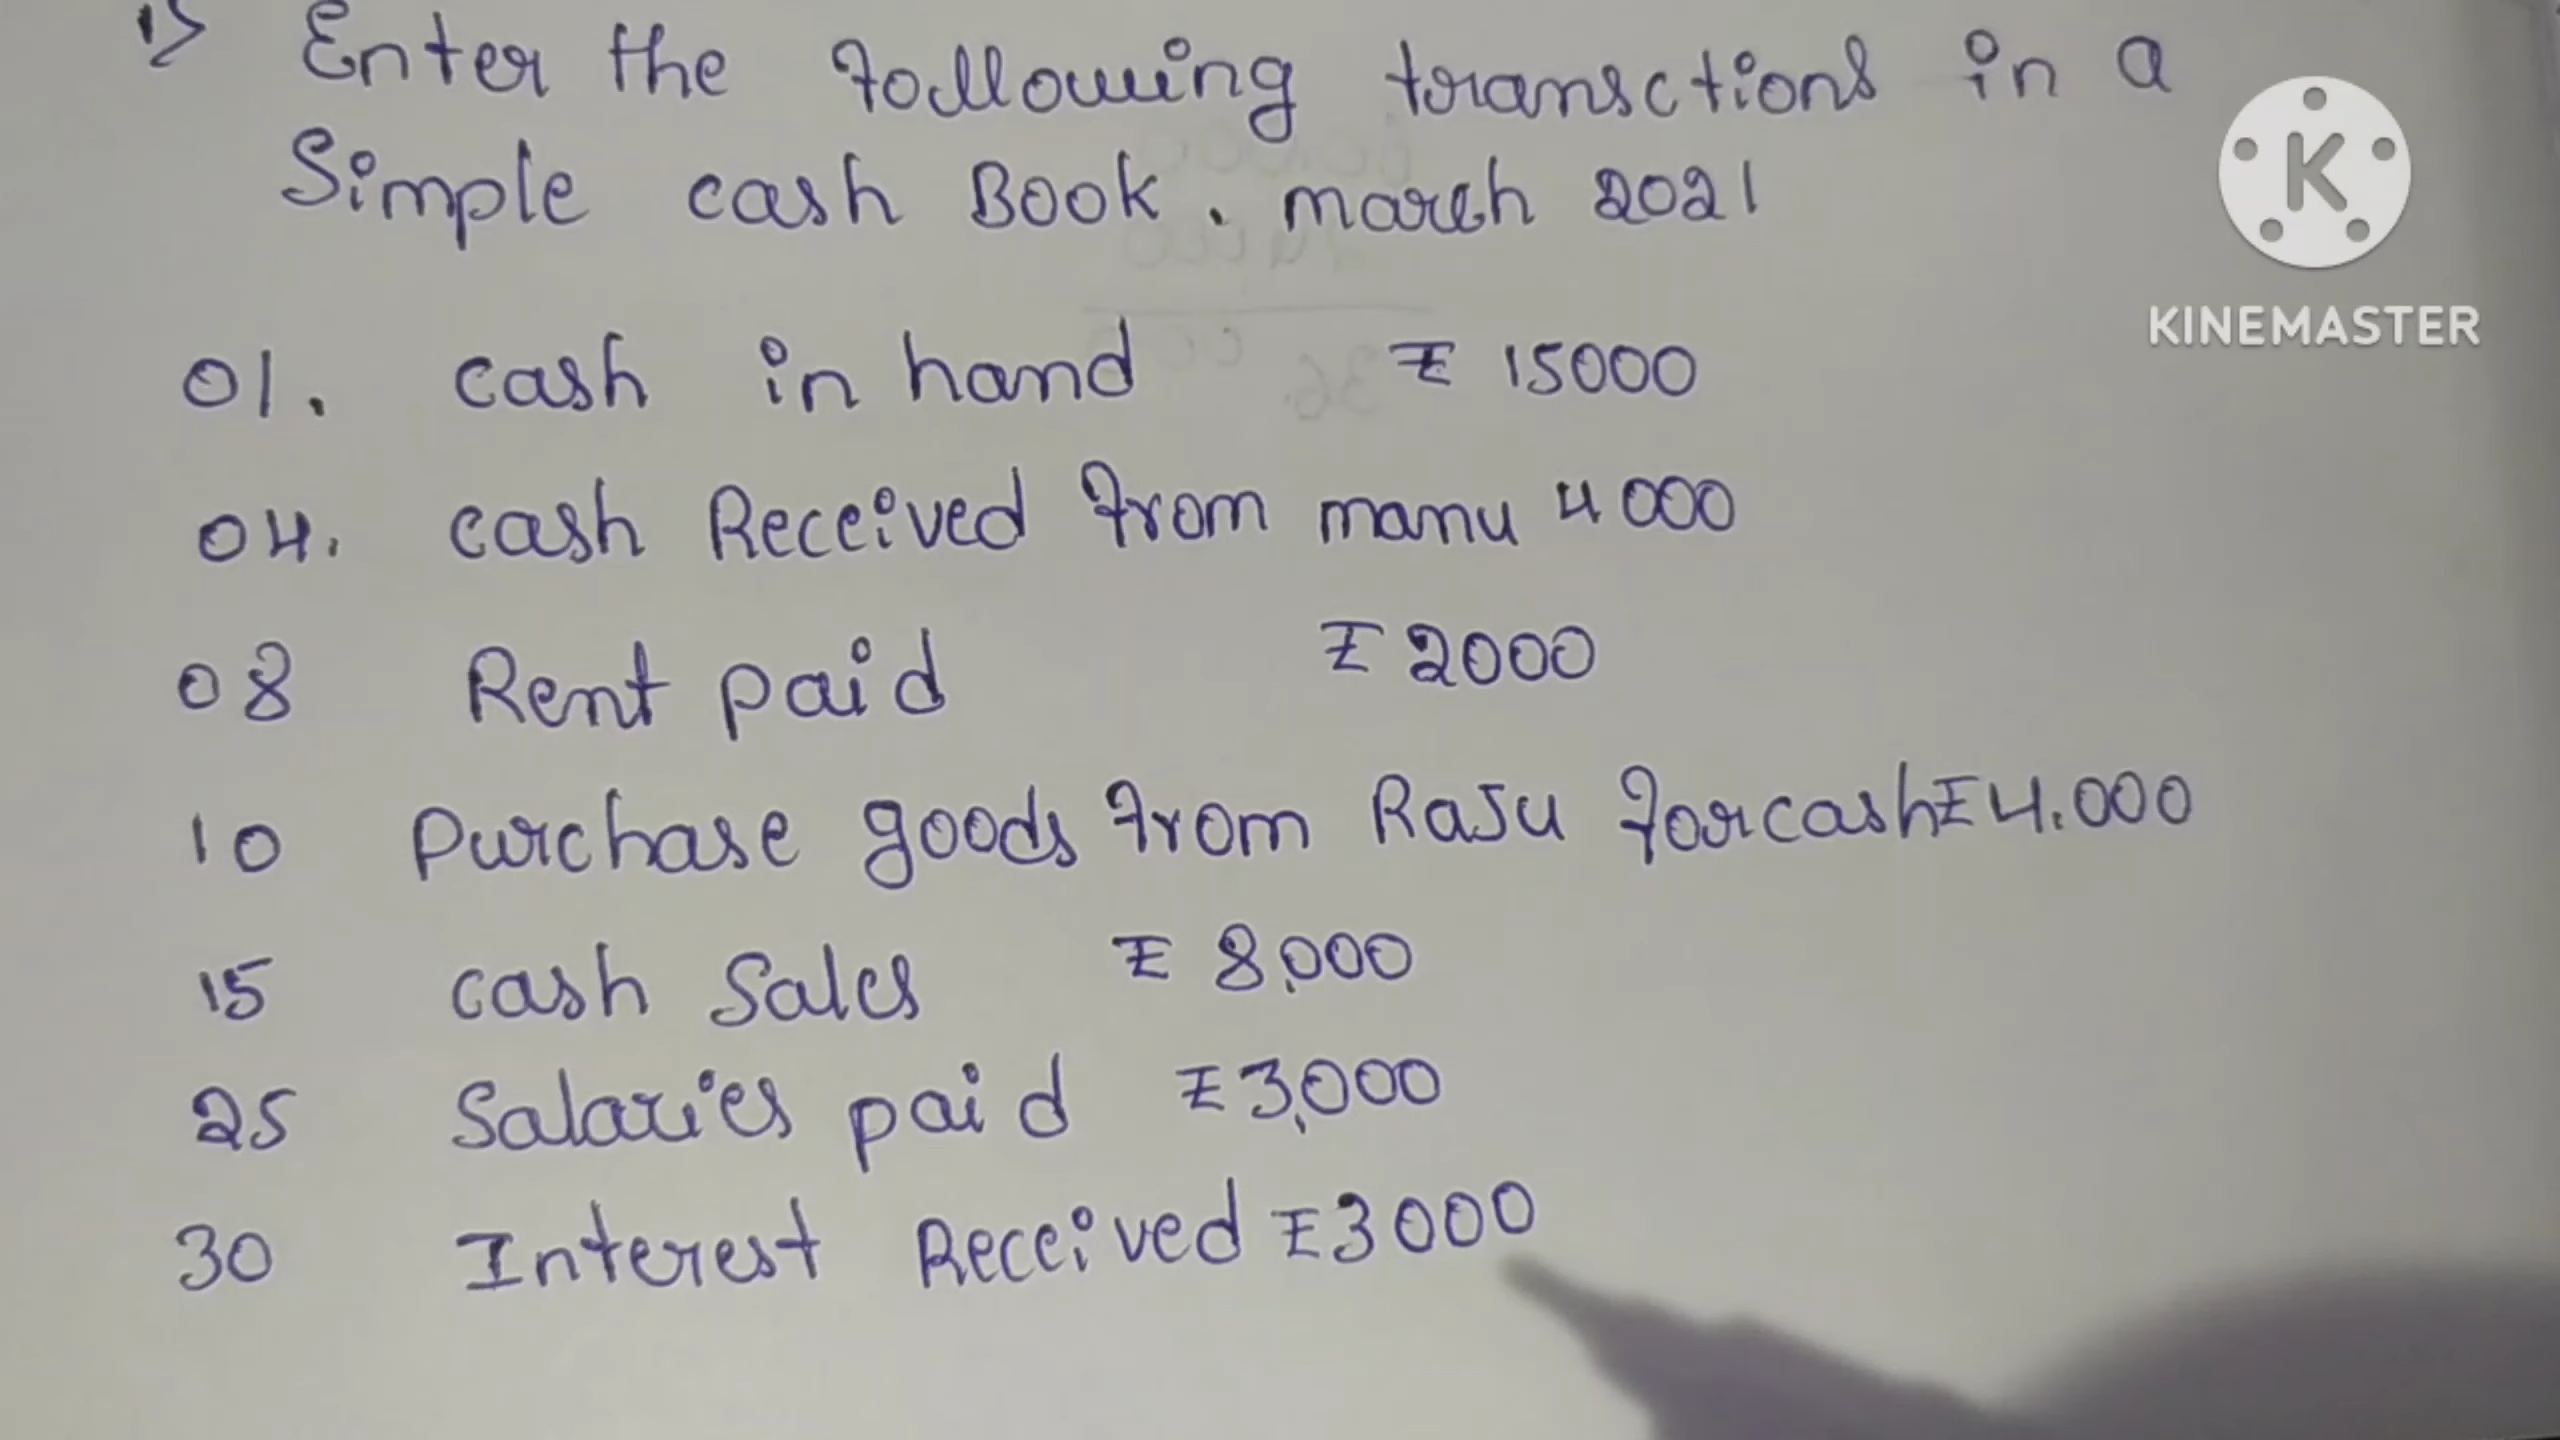 1> Enter the following transctions in a
Simple cash Book. march 2021
K
KINEMASTER
01. cash in hand ₹ 15000
04. cash Received from manu 4000
08 Rent paid ₹ 2000
10 Purchase goods from Raju for cash ₹ 4.000
15 cash Sales ₹ 8,000
25 Salaries paid ₹ 3,000
30 Interest Received ₹ 3000